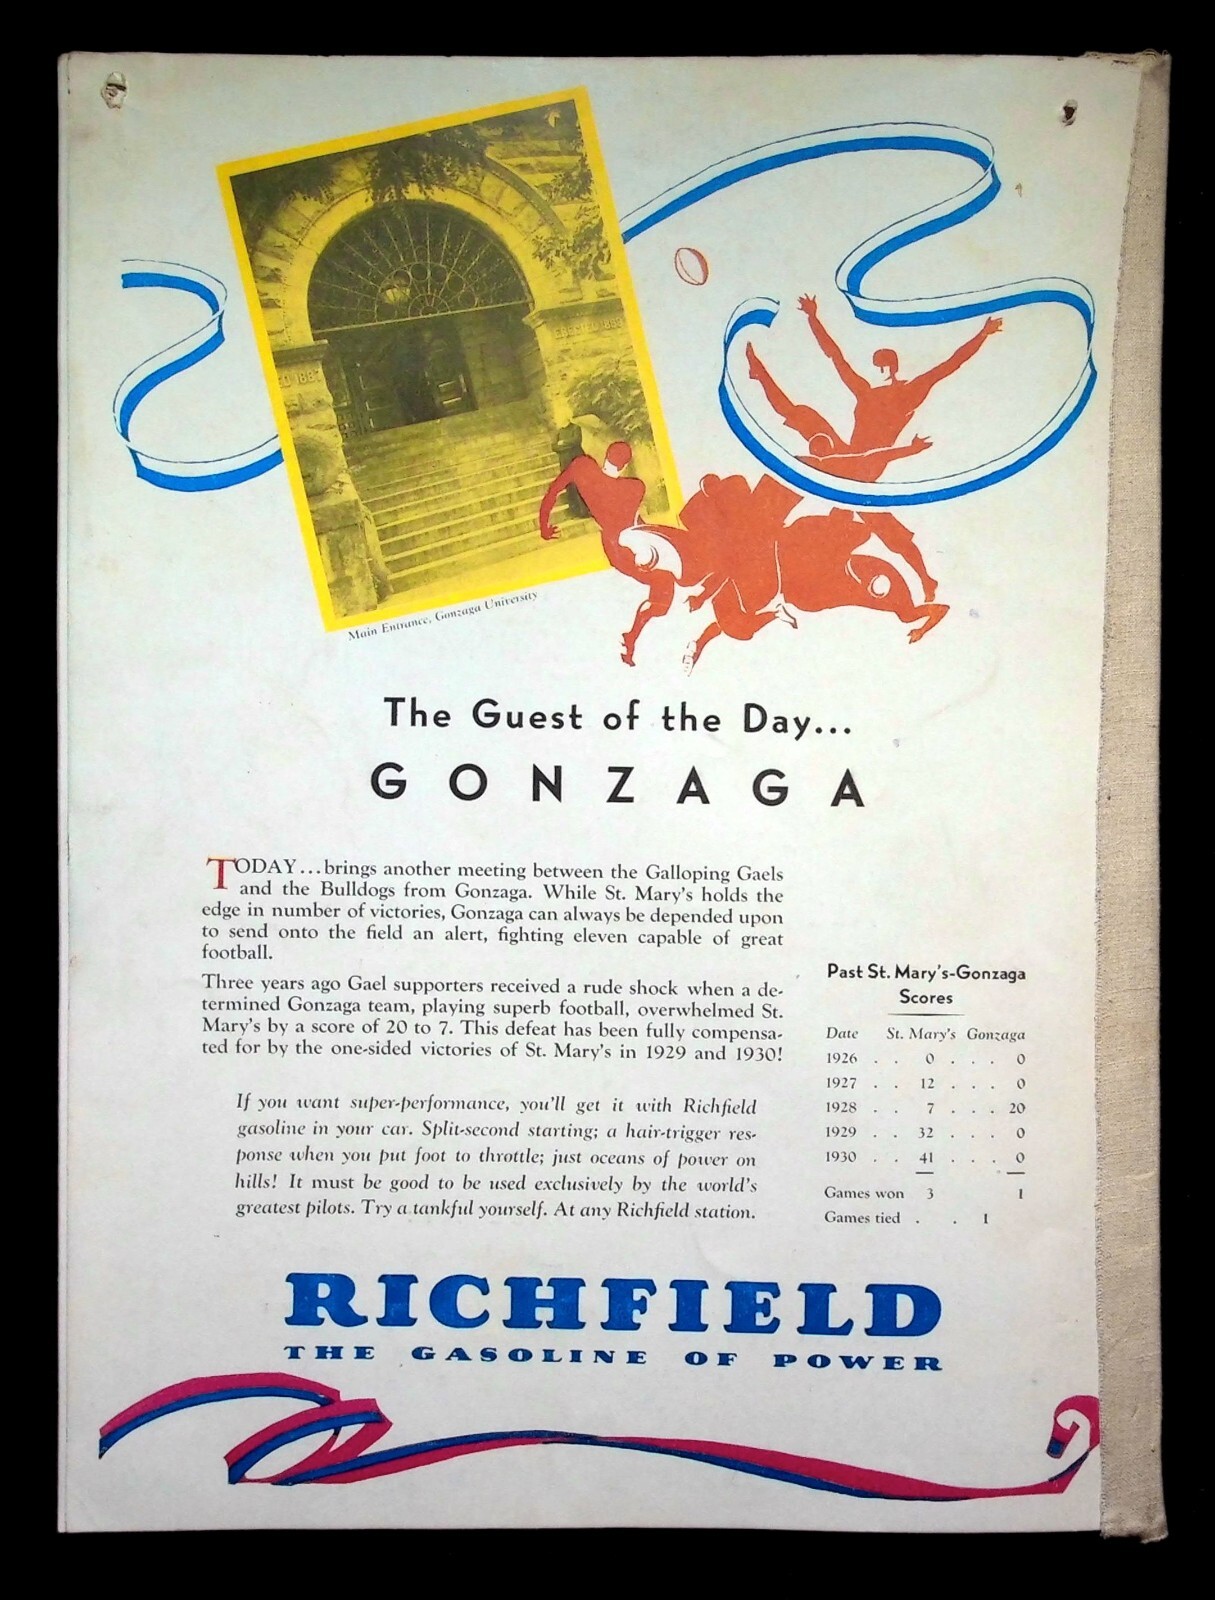 ERECTED 1893
ED 1887
Main Entrance, Gonzaga University
The Guest of the Day...
GONZAGA
TODAY... brings another meeting between the Galloping Gaels
and the Bulldogs from Gonzaga. While St. Mary's holds the
edge in number of victories, Gonzaga can always be depended upon
to send onto the field an alert, fighting eleven capable of great
football.
Three years ago Gael supporters received a rude shock when a de-
termined Gonzaga team, playing superb football, overwhelmed St.
Mary's by a score of 20 to 7. This defeat has been fully compensa-
ted for by the one-sided victories of St. Mary's in 1929 and 1930!
If you want super-performance, you'll get it with Richfield
gasoline in your car. Split-second starting; a hair-trigger res-
ponse when you put foot to throttle; just oceans of power on
hills! It must be good to be used exclusively by the world's
greatest pilots. Try a tankful yourself. At any Richfield station.
Past St. Mary's-Gonzaga
Scores
Date St. Mary's Gonzaga
1926 . . 0 . . . 0
1927 . . 12 . . . 0
1928 . . 7 . . . 20
1929 . . 32 . . . 0
1930 . . 41 . . . 0
Games won 3 1
Games tied . . 1
RICHFIELD
THE GASOLINE OF POWER